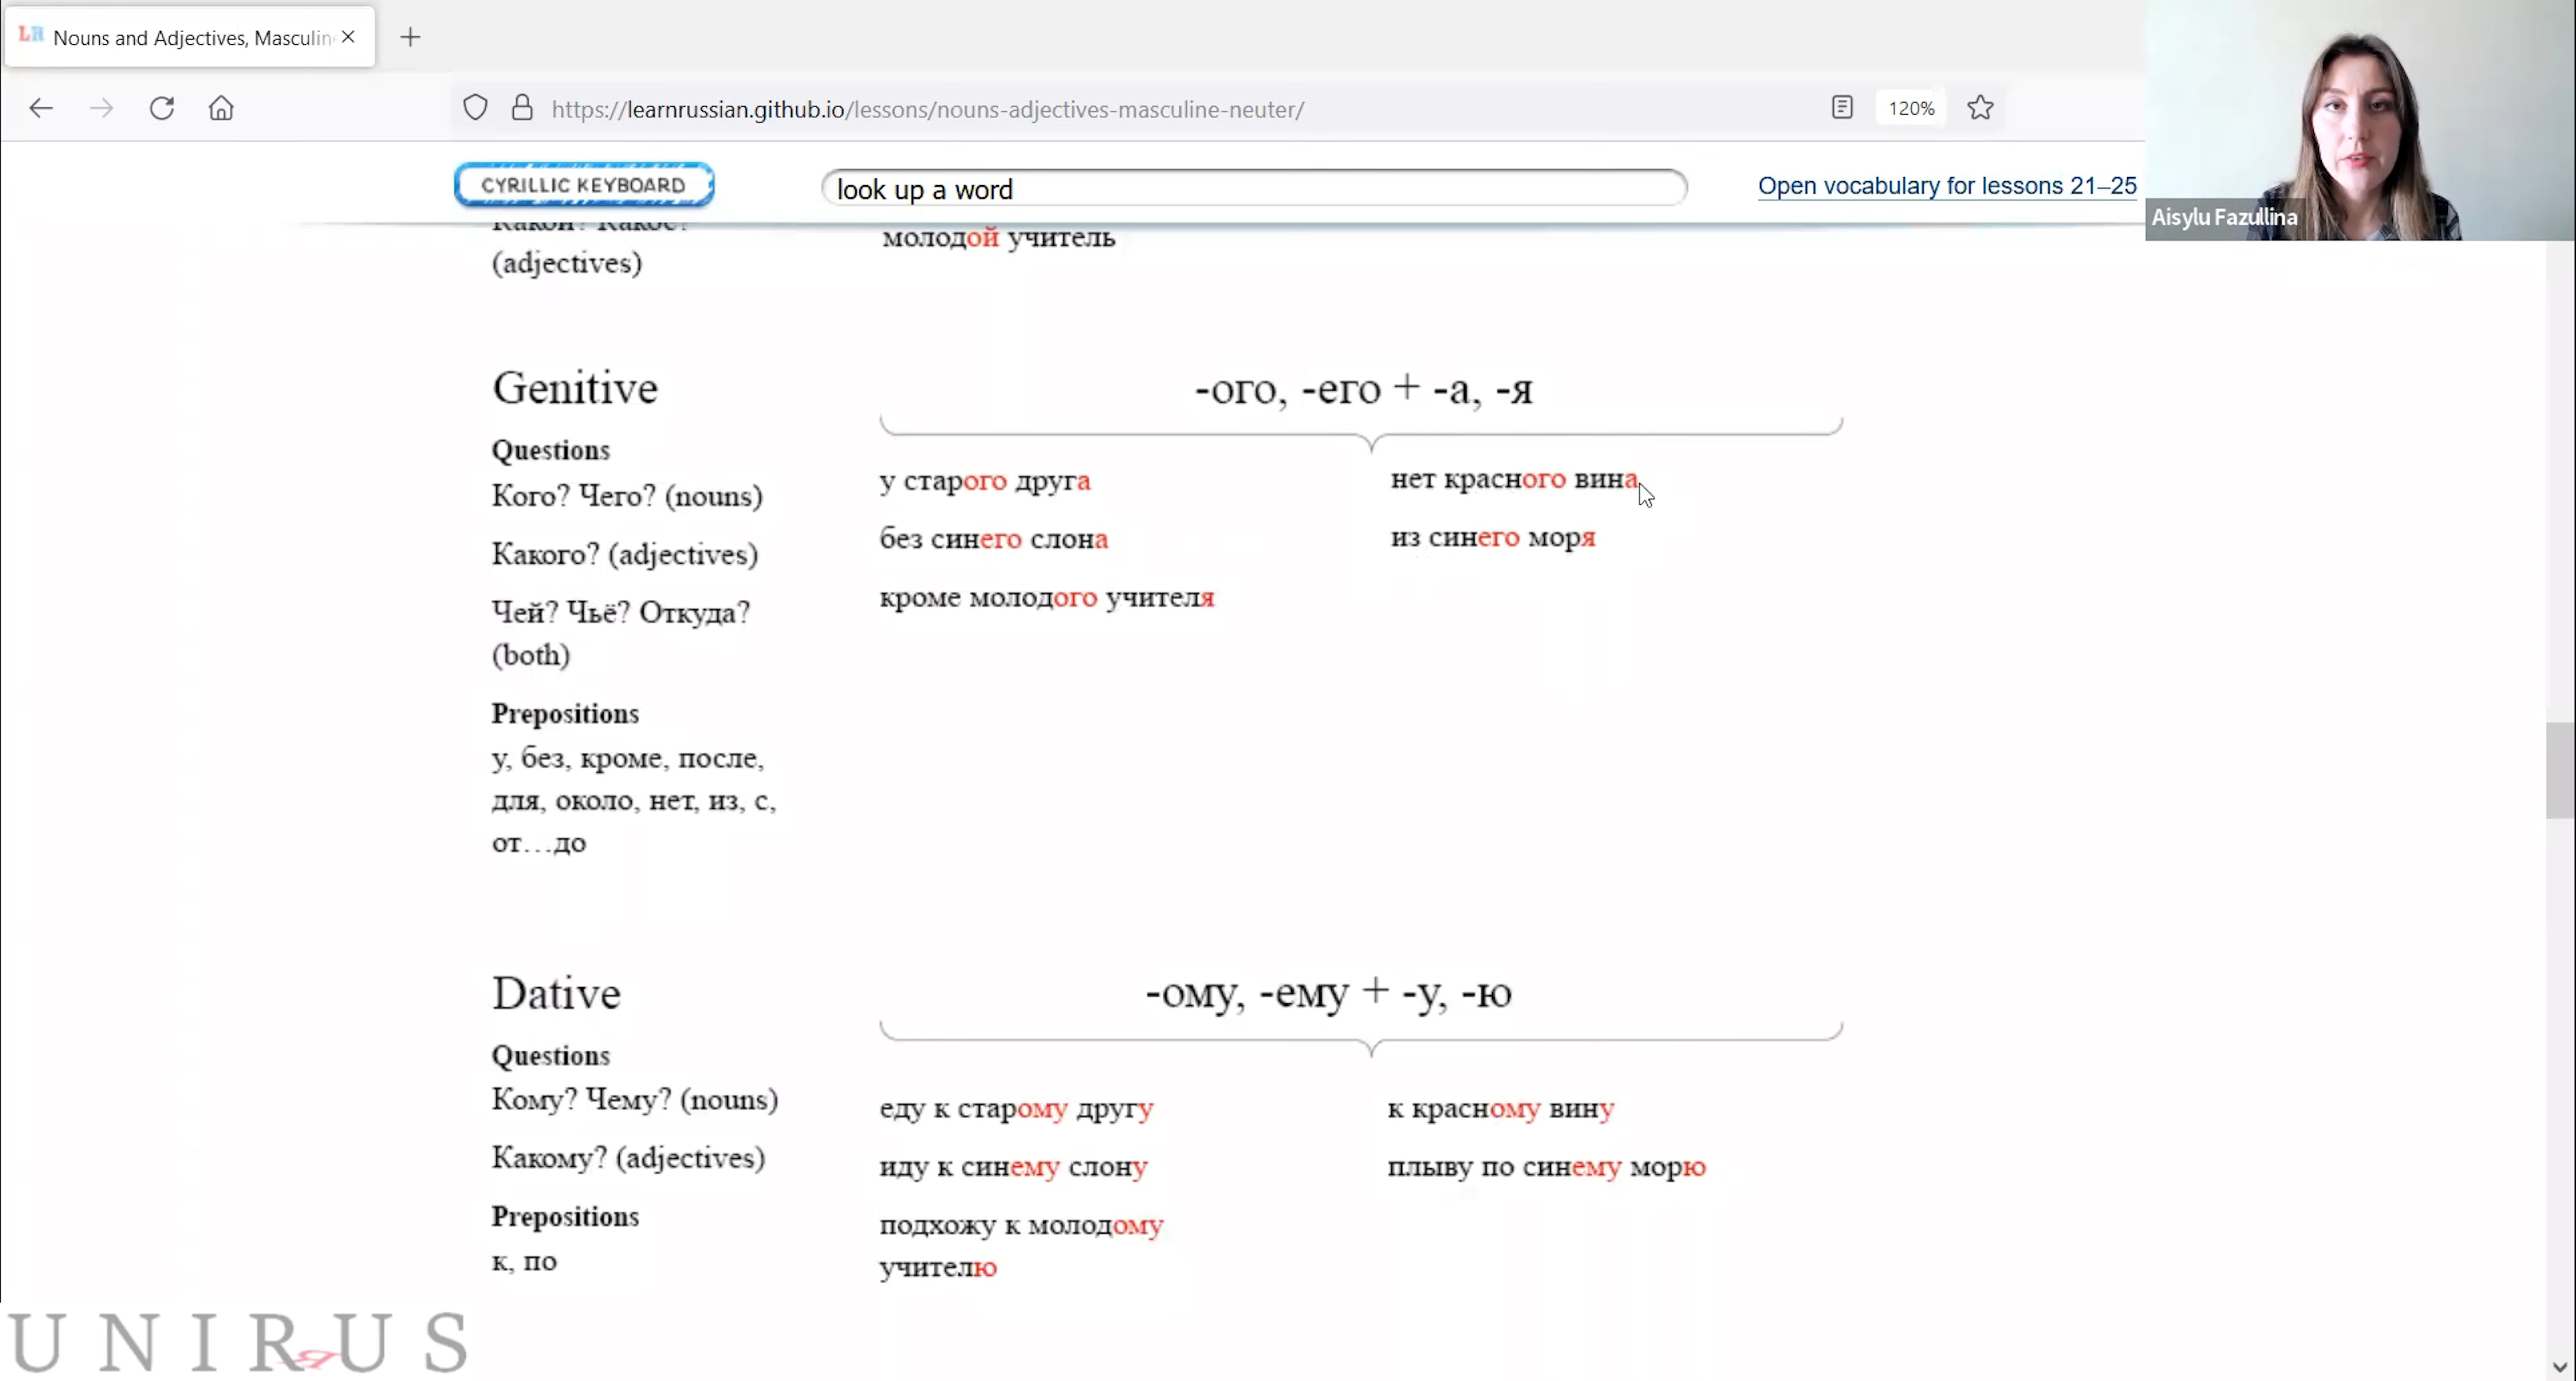 Nouns and Adjectives, Masculin
https://learnrussian.github.io/lessons/nouns-adjectives-masculine-neuter/
120%
CYRILLIC KEYBOARD
look up a word
Open vocabulary for lessons 21–25
Aisylu Fazullina
Какой? Какое?
(adjectives)
молодой учитель
Genitive
-ого, -его + -а, -я
Questions
Кого? Чего? (nouns)
Какого? (adjectives)
Чей? Чьё? Откуда?
(both)
Prepositions
у, без, кроме, после,
для, около, нет, из, с,
от…до
у старого друга
без синего слона
кроме молодого учителя
нет красного вина
из синего моря
Dative
-ому, -ему + -у, -ю
Questions
Кому? Чему? (nouns)
Какому? (adjectives)
Prepositions
к, по
еду к старому другу
иду к синему слону
подхожу к молодому
учителю
к красному вину
плыву по синему морю
UNIRUS